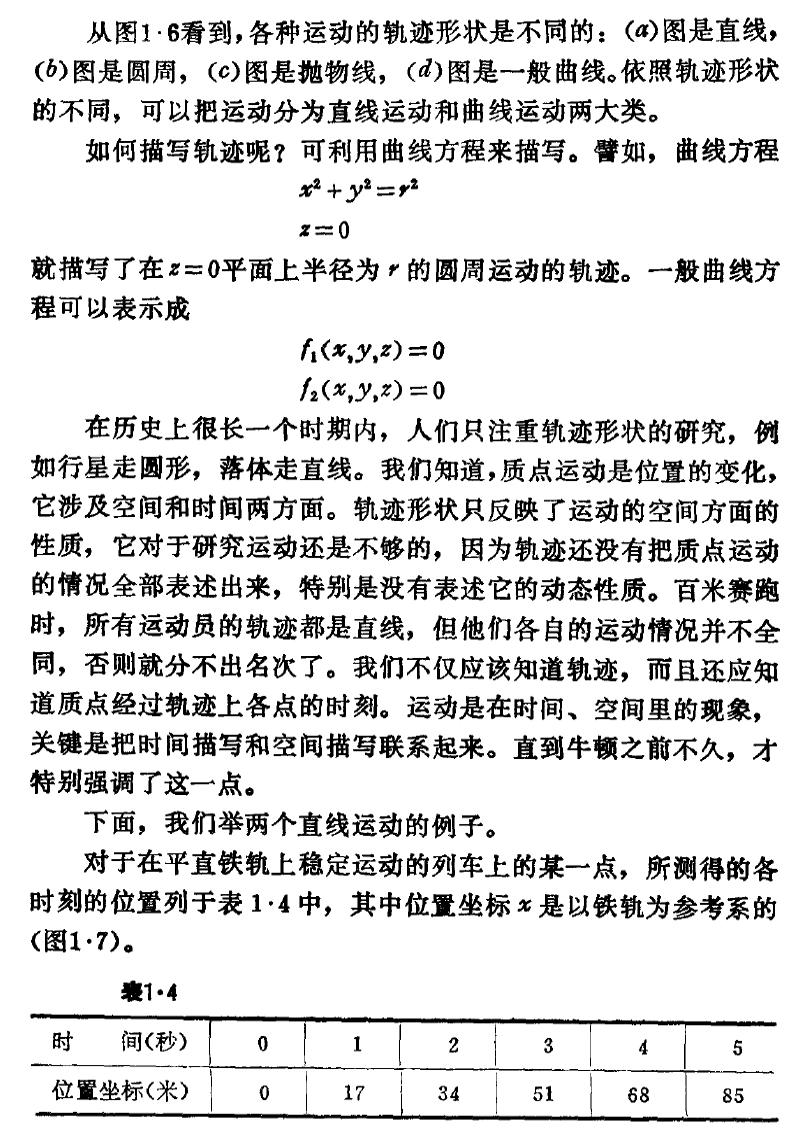 从图1·6看到，各种运动的轨迹形状是不同的：(a)图是直线，
(b)图是圆周，(c)图是抛物线，(d)图是一般曲线。依照轨迹形状
的不同，可以把运动分为直线运动和曲线运动两大类。
如何描写轨迹呢？可利用曲线方程来描写。譬如，曲线方程
x²+y²=r²
z=0
就描写了在z=0平面上半径为r的圆周运动的轨迹。一般曲线方
程可以表示成
f₁(x,y,z)=0
f₂(x,y,z)=0
在历史上很长一个时期内，人们只注重轨迹形状的研究，例
如行星走圆形，落体走直线。我们知道，质点运动是位置的变化，
它涉及空间和时间两方面。轨迹形状只反映了运动的空间方面的
性质，它对于研究运动还是不够的，因为轨迹还没有把质点运动
的情况全部表述出来，特别是没有表述它的动态性质。百米赛跑
时，所有运动员的轨迹都是直线，但他们各自的运动情况并不全
同，否则就分不出名次了。我们不仅应该知道轨迹，而且还应知
道质点经过轨迹上各点的时刻。运动是在时间、空间里的现象，
关键是把时间描写和空间描写联系起来。直到牛顿之前不久，才
特别强调了这一点。
下面，我们举两个直线运动的例子。
对于在平直铁轨上稳定运动的列车上的某一点，所测得的各
时刻的位置列于表1·4中，其中位置坐标x是以铁轨为参考系的
(图1·7)。
表1·4
时 间(秒) 0 1 2 3 4 5
位置坐标(米) 0 17 34 51 68 85